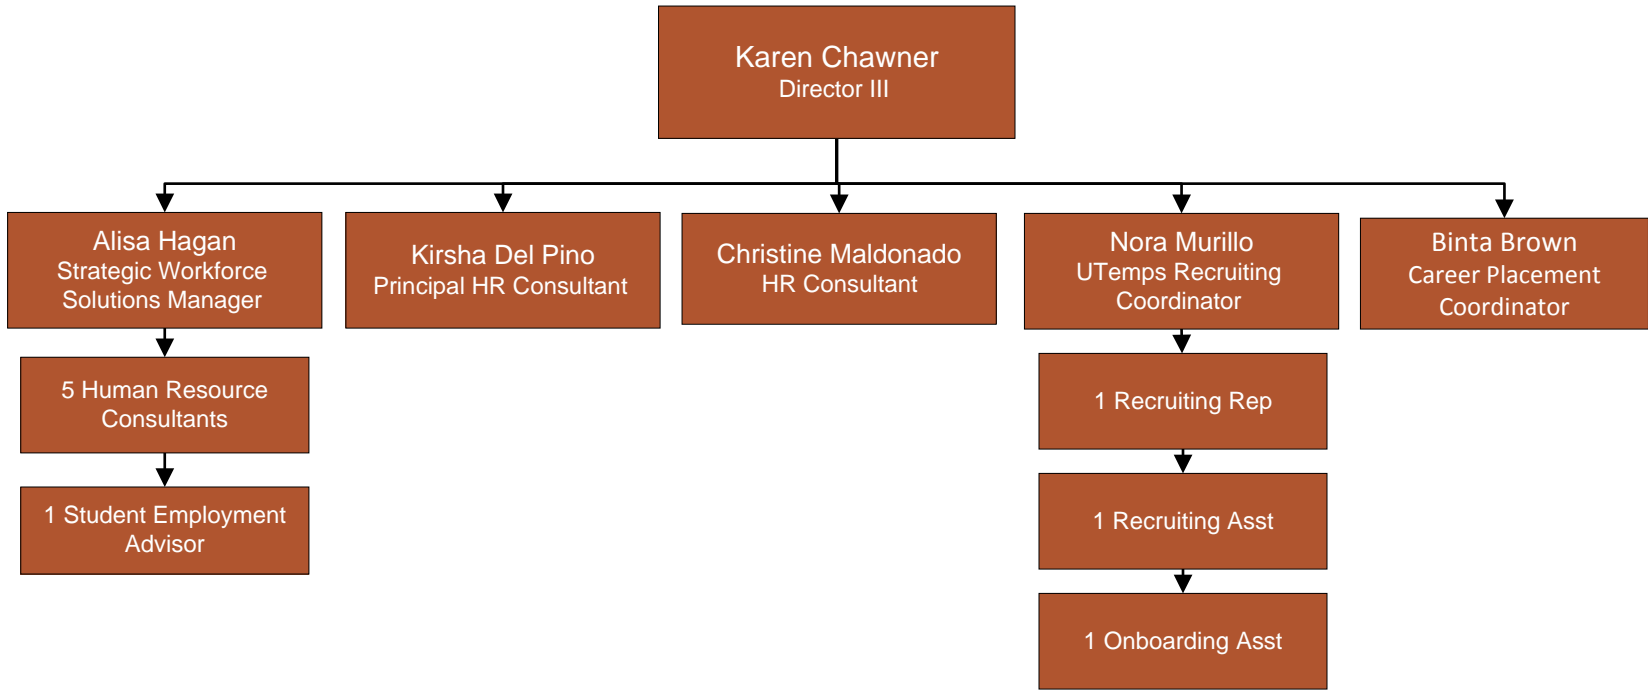 Karen Chawner
Director III
Alisa Hagan
Strategic Workforce
Solutions Manager
Kirsha Del Pino
Principal HR Consultant
Christine Maldonado
HR Consultant
Nora Murillo
UTemps Recruiting
Coordinator
Binta Brown
Career Placement
Coordinator
5 Human Resource
Consultants
1 Student Employment
Advisor
1 Recruiting Rep
1 Recruiting Asst
1 Onboarding Asst